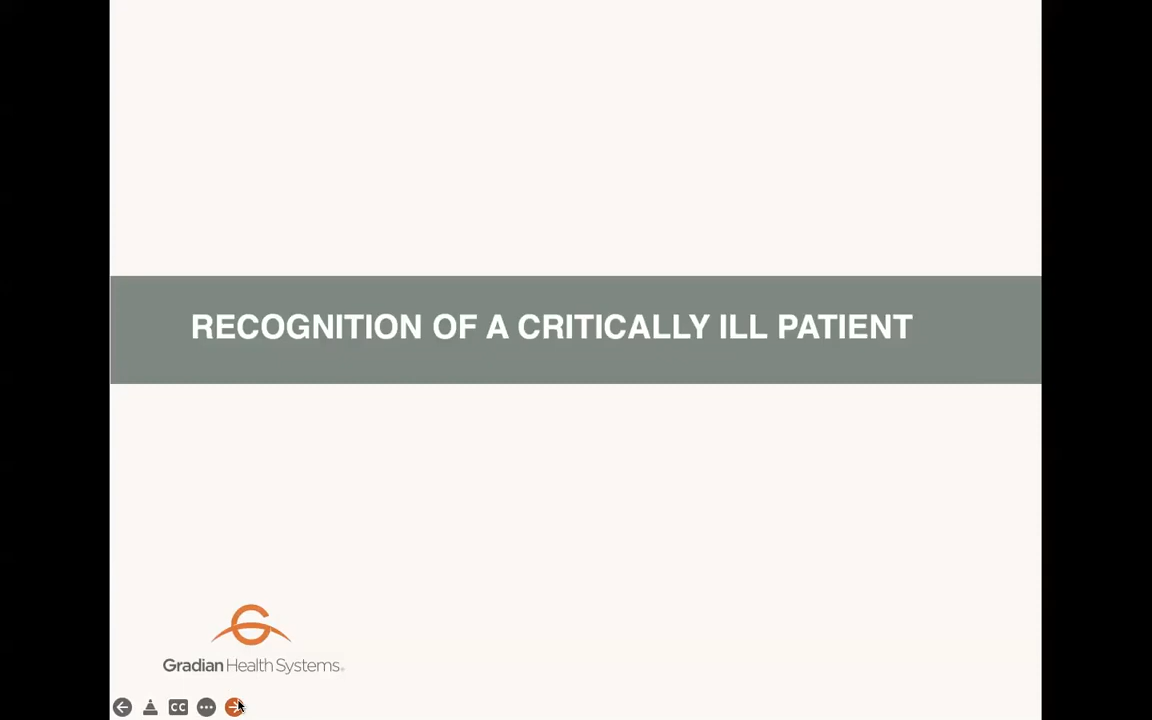 RECOGNITION OF A CRITICALLY ILL PATIENT
Gradian Health Systems
CC